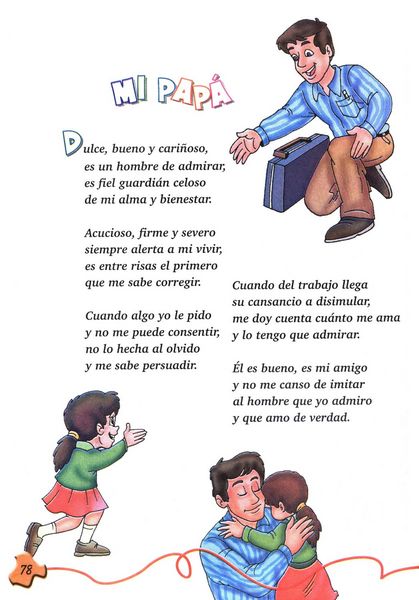 MI PAPÁ
Dulce, bueno y cariñoso,
es un hombre de admirar,
es fiel guardián celoso
de mi alma y bienestar.
Acucioso, firme y severo
siempre alerta a mi vivir,
es entre risas el primero
que me sabe corregir.
Cuando algo yo le pido
y no me puede consentir,
no lo hecha al olvido
y me sabe persuadir.
Cuando del trabajo llega
su cansancio a disimular,
me doy cuenta cuánto me ama
y lo tengo que admirar.
Él es bueno, es mi amigo
y no me canso de imitar
al hombre que yo admiro
y que amo de verdad.
78